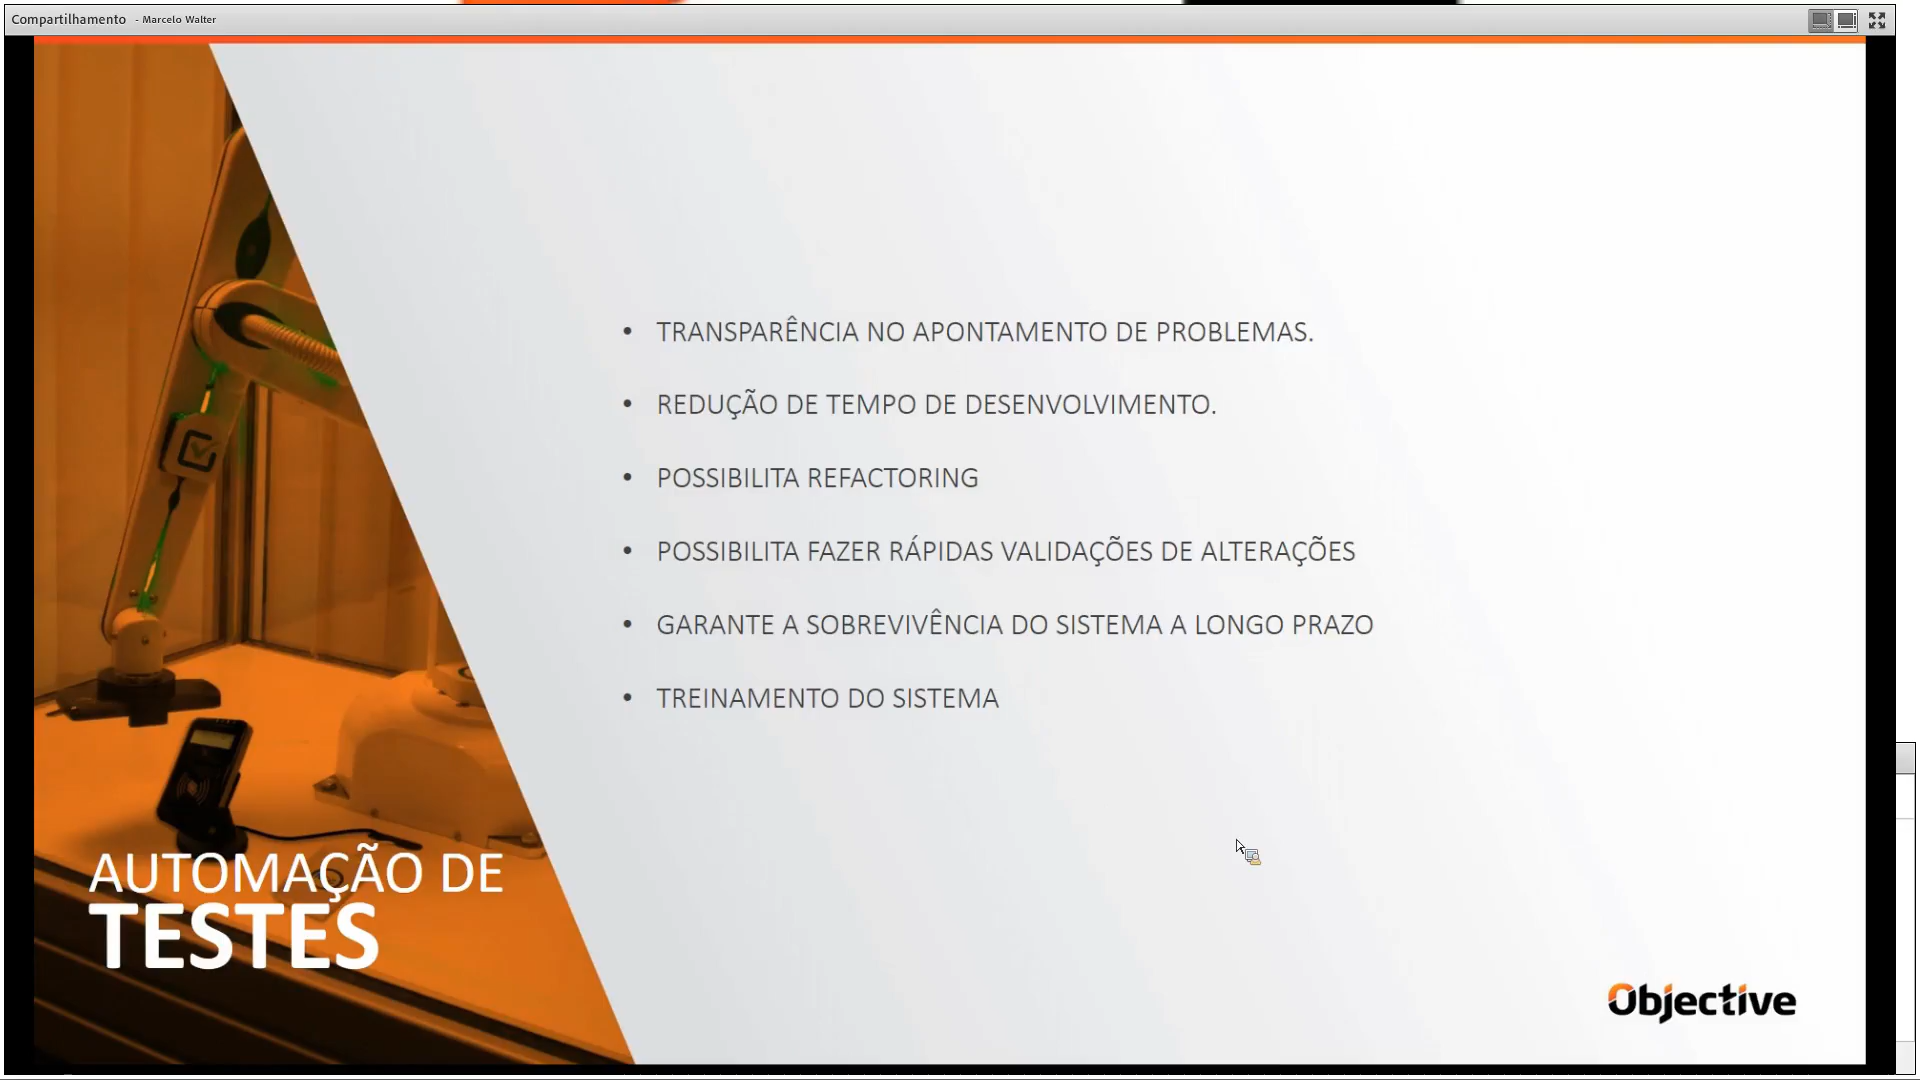 Compartilhamento - Marcelo Walter
• TRANSPARÊNCIA NO APONTAMENTO DE PROBLEMAS.
• REDUÇÃO DE TEMPO DE DESENVOLVIMENTO.
• POSSIBILITA REFACTORING
• POSSIBILITA FAZER RÁPIDAS VALIDAÇÕES DE ALTERAÇÕES
• GARANTE A SOBREVIVÊNCIA DO SISTEMA A LONGO PRAZO
• TREINAMENTO DO SISTEMA
AUTOMAÇÃO DE
TESTES
Objective